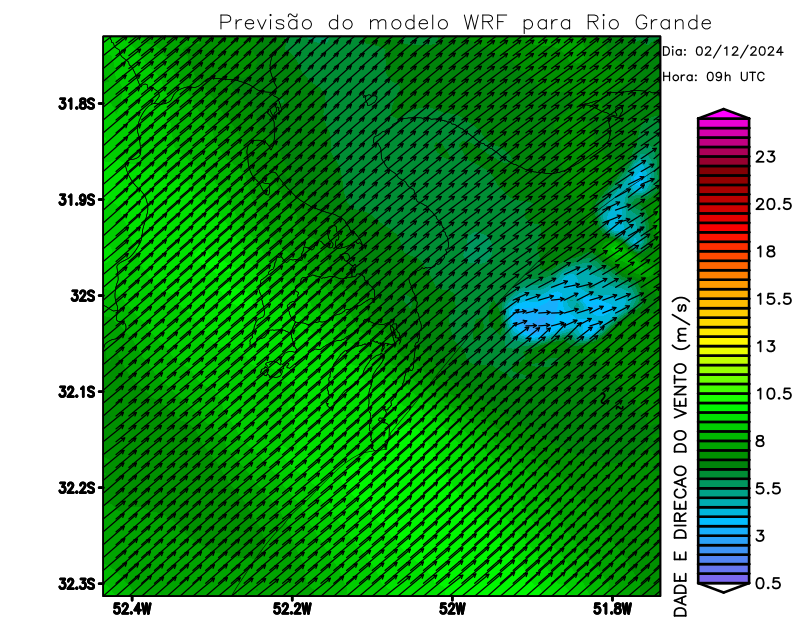 Previsão do modelo WRF para Rio Grande
Dia: 02/12/2024
Hora: 09h UTC
31.8S
31.9S
32S
32.1S
32.2S
32.3S
52.4W
52.2W
52W
51.8W
DADE E DIRECAO DO VENTO (m/s)
23
20.5
18
15.5
13
10.5
8
5.5
3
0.5